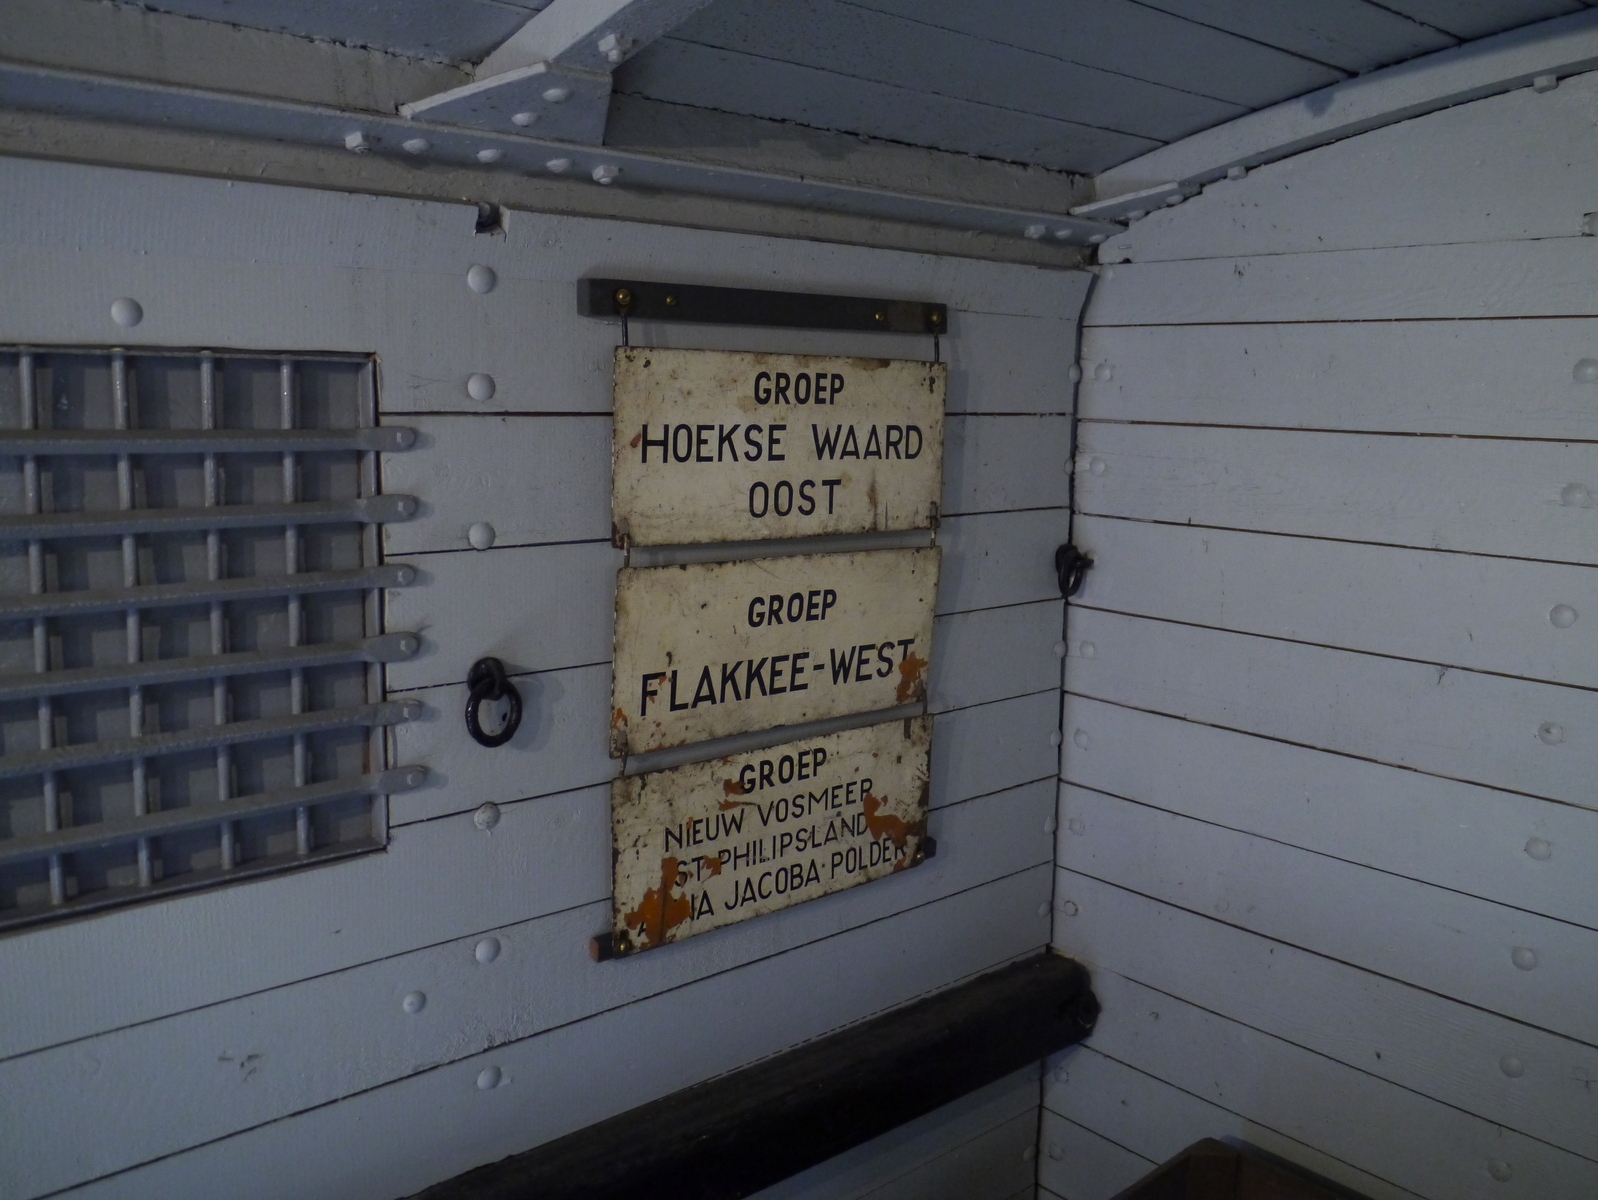 GROEP
HOEKSE WAARD
OOST
GROEP
FLAKKEE-WEST
GROEP
NIEUW VOSMEER
ST PHILIPSLAND
JACOBA POLDER